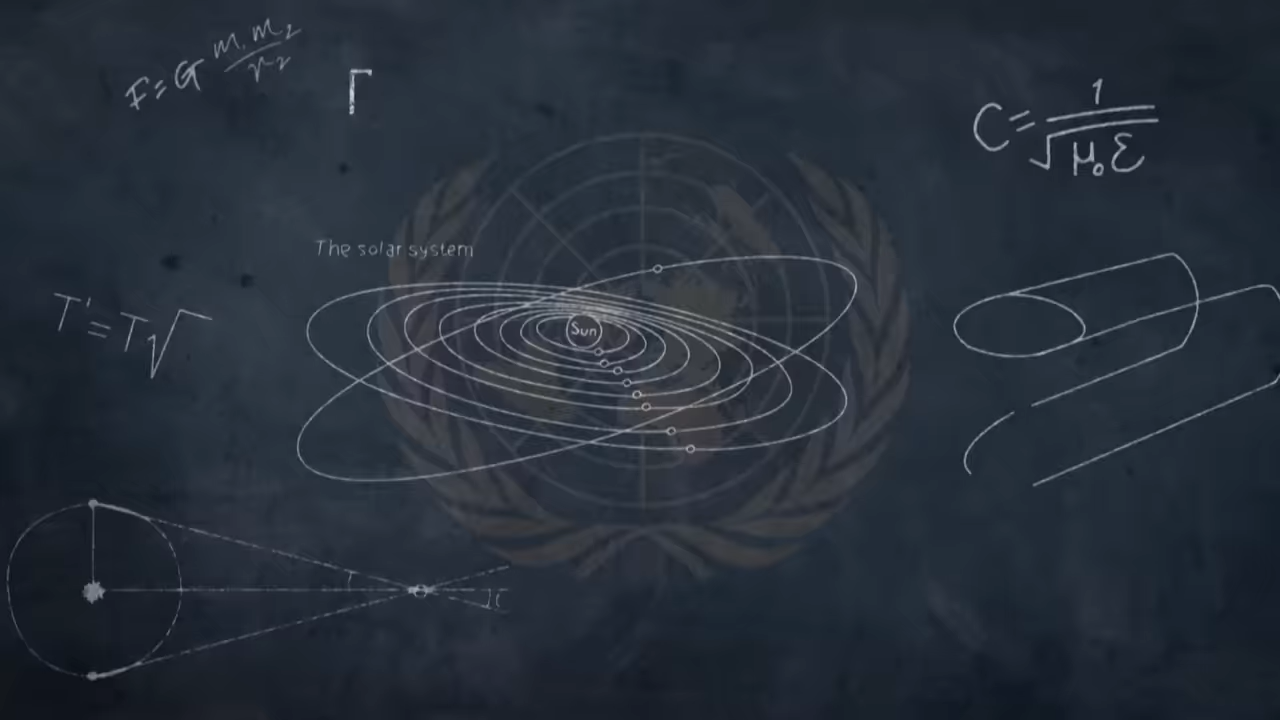 F=G m₁m₂/r²
Γ
C=1/√μ₀ε
The solar system
Sun
T'=T√